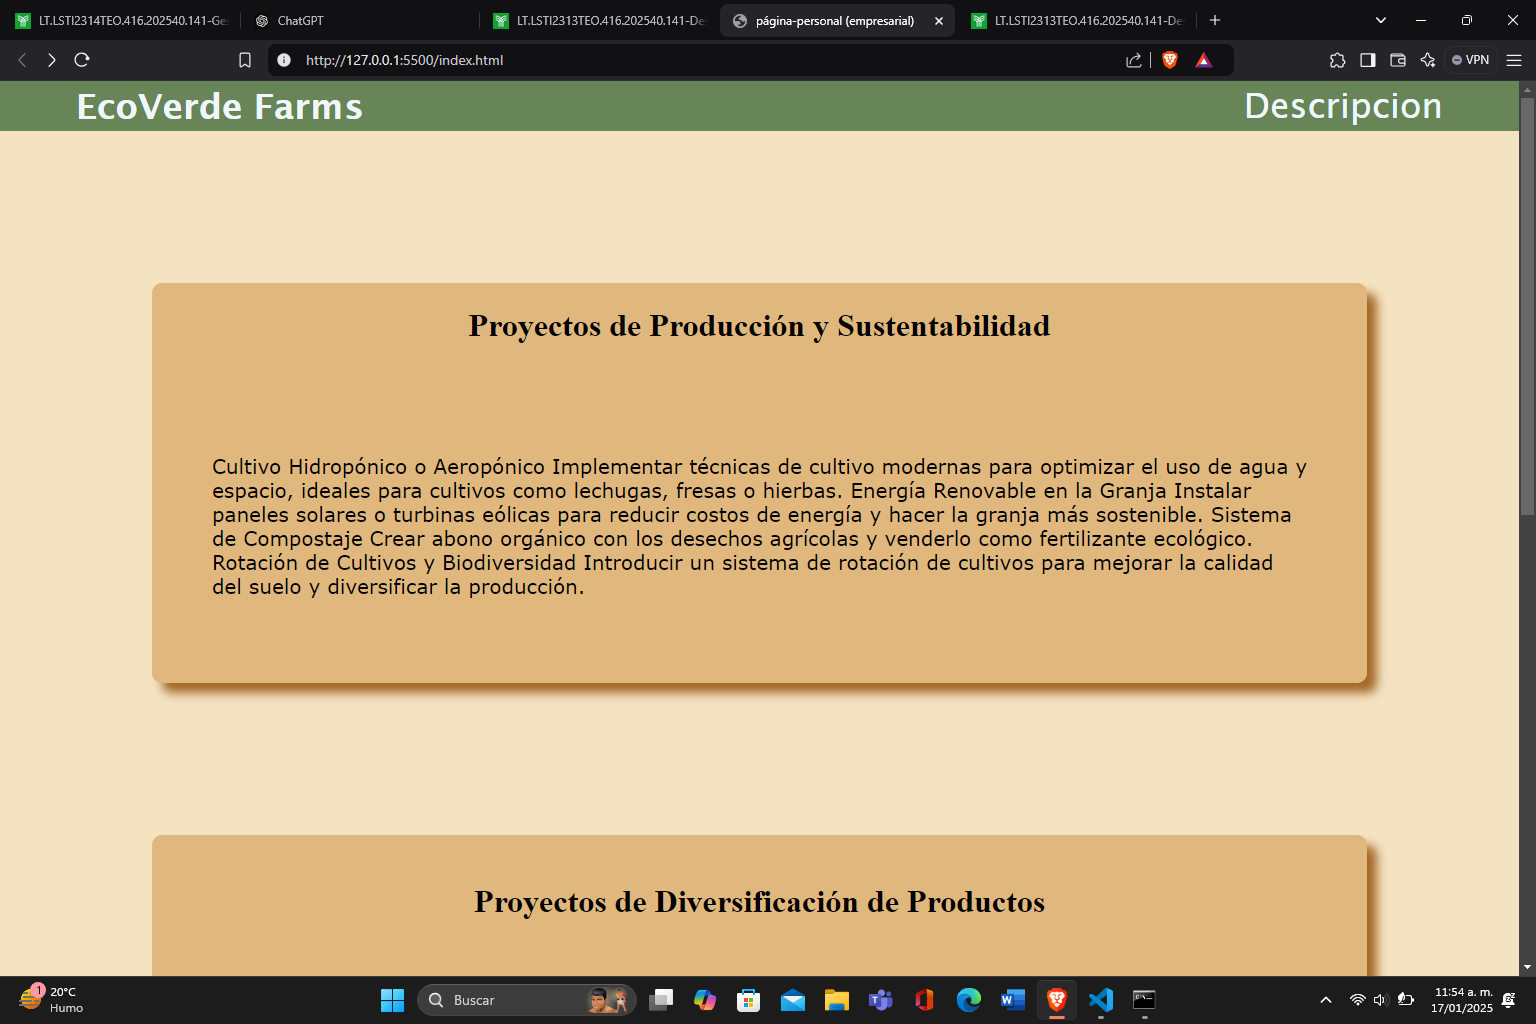 LT.LSTI2314TEO.416.202540.141-Ge
ChatGPT
LT.LSTI2313TEO.416.202540.141-De
página-personal (empresarial)
LT.LSTI2313TEO.416.202540.141-De
http://127.0.0.1:5500/index.html
VPN
EcoVerde Farms
Descripcion
Proyectos de Producción y Sustentabilidad
Cultivo Hidropónico o Aeropónico Implementar técnicas de cultivo modernas para optimizar el uso de agua y
espacio, ideales para cultivos como lechugas, fresas o hierbas. Energía Renovable en la Granja Instalar
paneles solares o turbinas eólicas para reducir costos de energía y hacer la granja más sostenible. Sistema
de Compostaje Crear abono orgánico con los desechos agrícolas y venderlo como fertilizante ecológico.
Rotación de Cultivos y Biodiversidad Introducir un sistema de rotación de cultivos para mejorar la calidad
del suelo y diversificar la producción.
Proyectos de Diversificación de Productos
1
20°C
Humo
Buscar
11:54 a. m.
17/01/2025